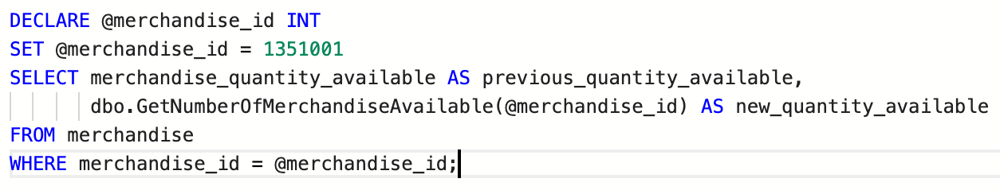 DECLARE @merchandise_id INT
SET @merchandise_id = 1351001
SELECT merchandise_quantity_available AS previous_quantity_available,
       dbo.GetNumberOfMerchandiseAvailable(@merchandise_id) AS new_quantity_available
FROM merchandise
WHERE merchandise_id = @merchandise_id;